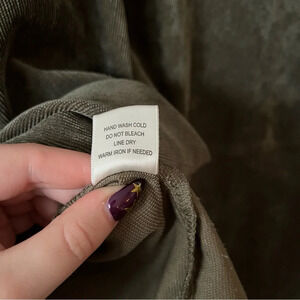 HAND WASH COLD
DO NOT BLEACH
LINE DRY
WARM IRON IF NEEDED